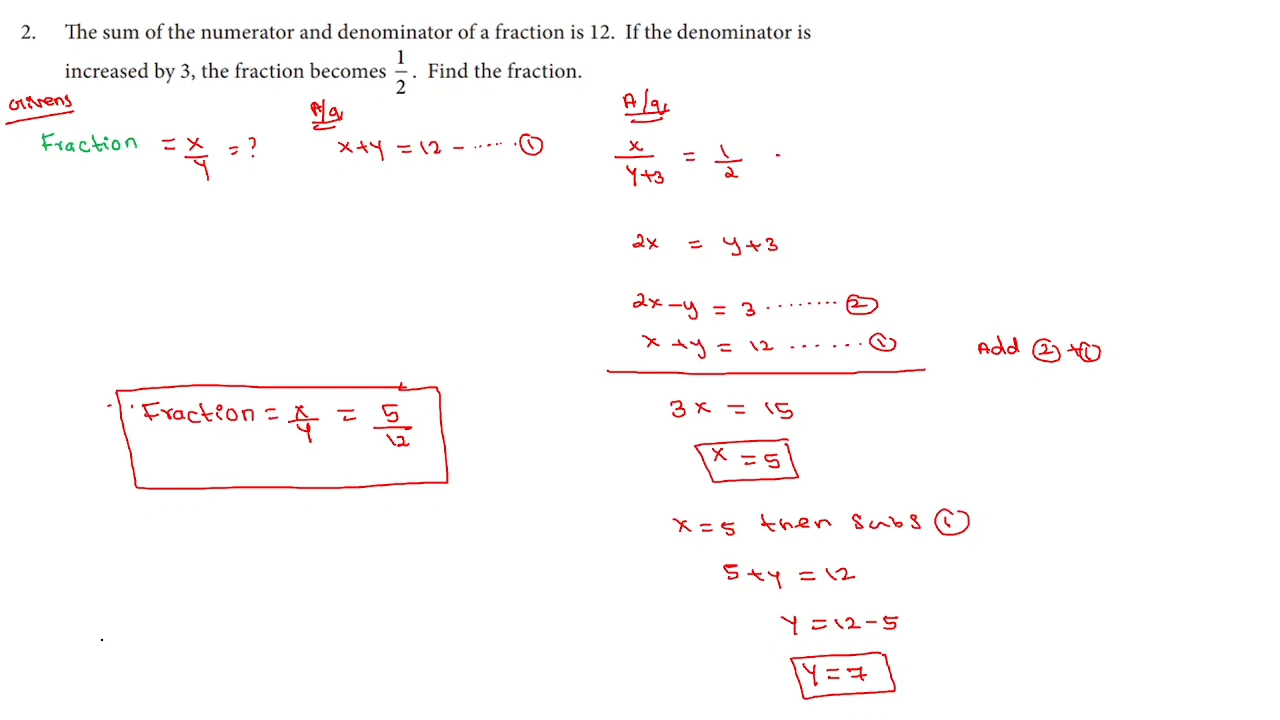 2. The sum of the numerator and denominator of a fraction is 12. If the denominator is
increased by 3, the fraction becomes 1/2. Find the fraction.
Givens
Fraction = x/y = ?
A/q
x+y = 12 - ..... ①
A/q
x/(y+3) = 1/2
2x = y+3
2x-y = 3 ........ ②
x+y = 12 ...... ①
Add ② + ①
3x = 15
x = 5
x = 5 then subs ①
5+y = 12
y = 12-5
y = 7
Fraction = x/y = 5/12